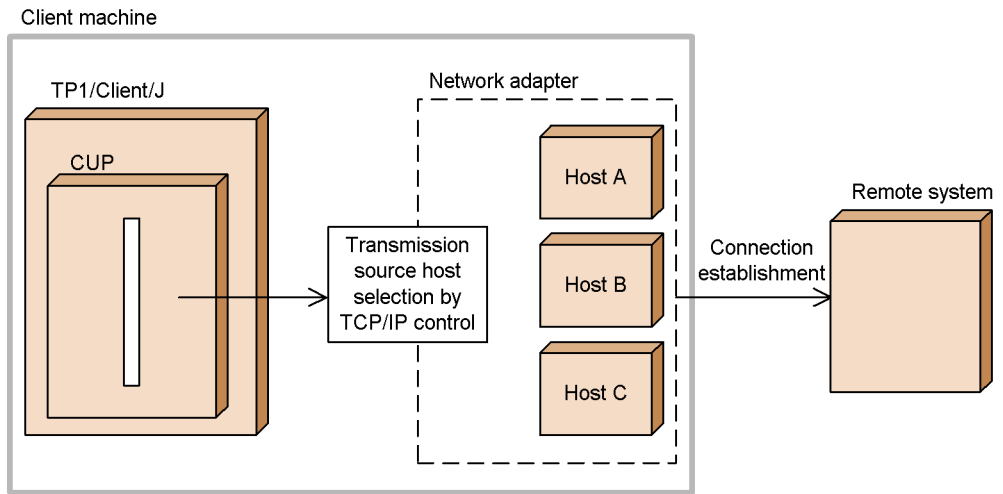 Client machine
TP1/Client/J
CUP
Network adapter
Transmission
source host
selection by
TCP/IP control
Host A
Host B
Host C
Connection
establishment
Remote system